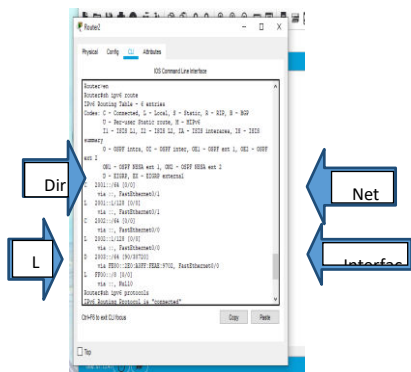 Router2
Physical Config CLI Attributes
IOS Command Line Interface
Router>en
Router#sh ipv6 route
IPv6 Routing Table - 6 entries
Codes: C - Connected, L - Local, S - Static, R - RIP, B - BGP
U - Per-user Static route, M - MIPv6
I1 - ISIS L1, I2 - ISIS L2, IA - ISIS interarea, IS - ISIS
summary
O - OSPF intra, OI - OSPF inter, OE1 - OSPF ext 1, OE2 - OSPF
ext 2
ON1 - OSPF NSSA ext 1, ON2 - OSPF NSSA ext 2
D - EIGRP, EX - EIGRP external
C 2001::/64 [0/0]
via ::, FastEthernet0/1
L 2001::1/128 [0/0]
via ::, FastEthernet0/1
C 2002::/64 [0/0]
via ::, FastEthernet0/0
L 2002::1/128 [0/0]
via ::, FastEthernet0/0
D 2003::/64
via FastEthernet0/0
L FF00::/8 [0/0]
via ::, Null0
Router#sh ipv6 protocols
IPv6 Routing Protocol is "connected"
Dir
Net
L
Interfac
Ctrl+F6 to exit CLI focus
Copy Paste
Top